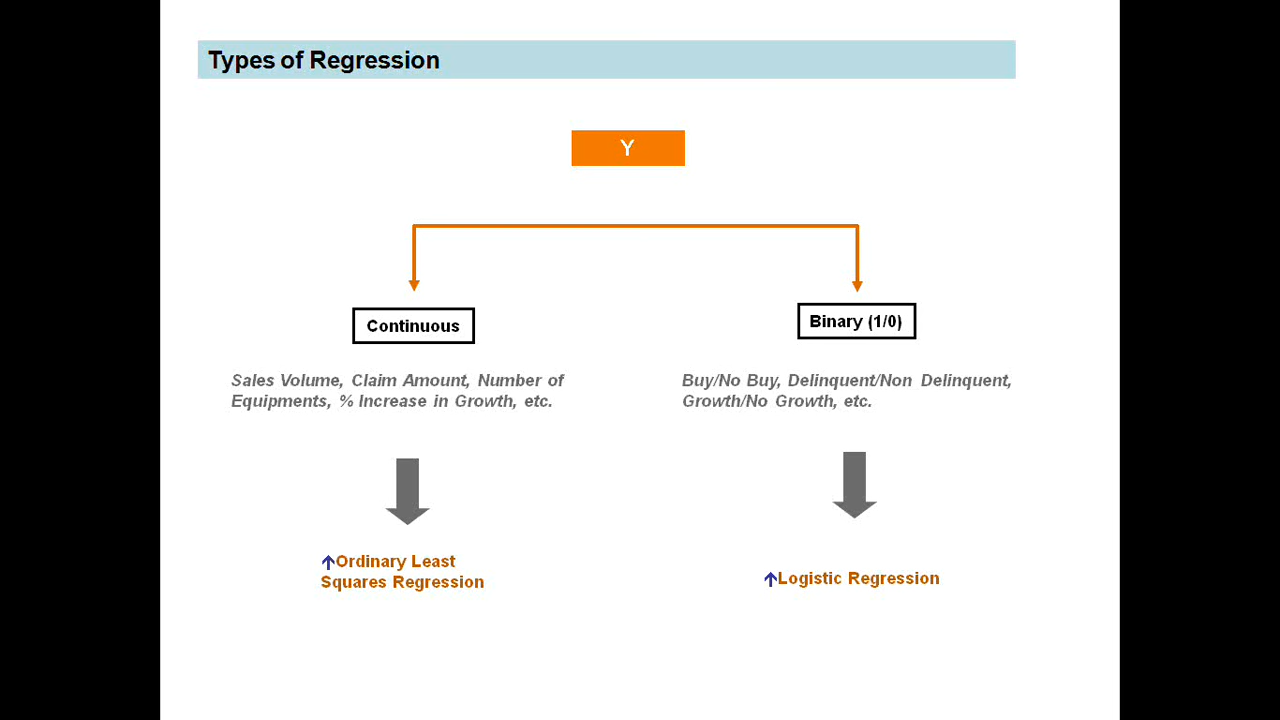 Types of Regression
Y
Continuous
Binary (1/0)
Sales Volume, Claim Amount, Number of
Equipments, % Increase in Growth, etc.
Buy/No Buy, Delinquent/Non Delinquent,
Growth/No Growth, etc.
↑Ordinary Least
Squares Regression
↑Logistic Regression